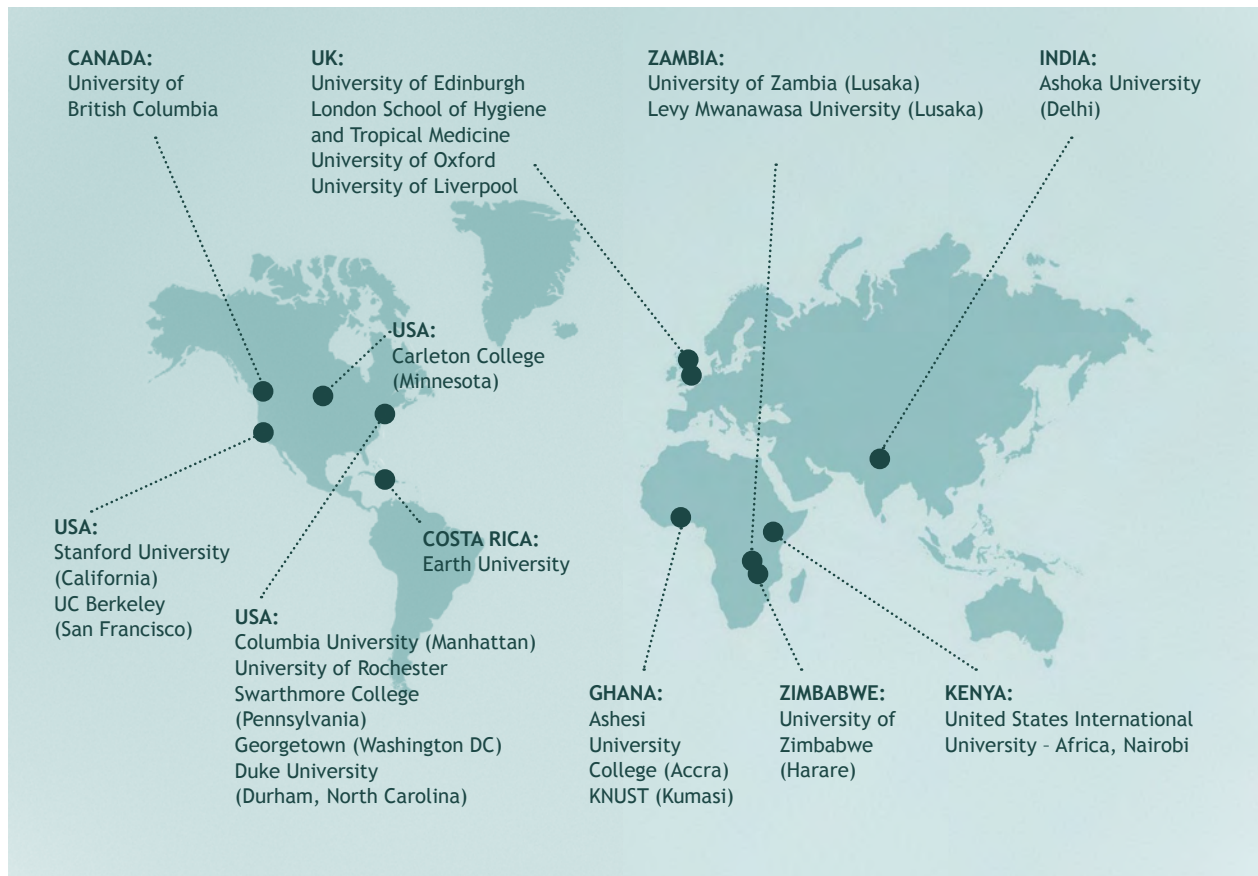 CANADA:
University of
British Columbia
UK:
University of Edinburgh
London School of Hygiene
and Tropical Medicine
University of Oxford
University of Liverpool
ZAMBIA:
University of Zambia (Lusaka)
Levy Mwanawasa University (Lusaka)
INDIA:
Ashoka University
(Delhi)
USA:
Carleton College
(Minnesota)
USA:
Stanford University
(California)
UC Berkeley
(San Francisco)
COSTA RICA:
Earth University
USA:
Columbia University (Manhattan)
University of Rochester
Swarthmore College
(Pennsylvania)
Georgetown (Washington DC)
Duke University
(Durham, North Carolina)
GHANA:
Ashesi
University
College (Accra)
KNUST (Kumasi)
ZIMBABWE:
University of
Zimbabwe
(Harare)
KENYA:
United States International
University – Africa, Nairobi